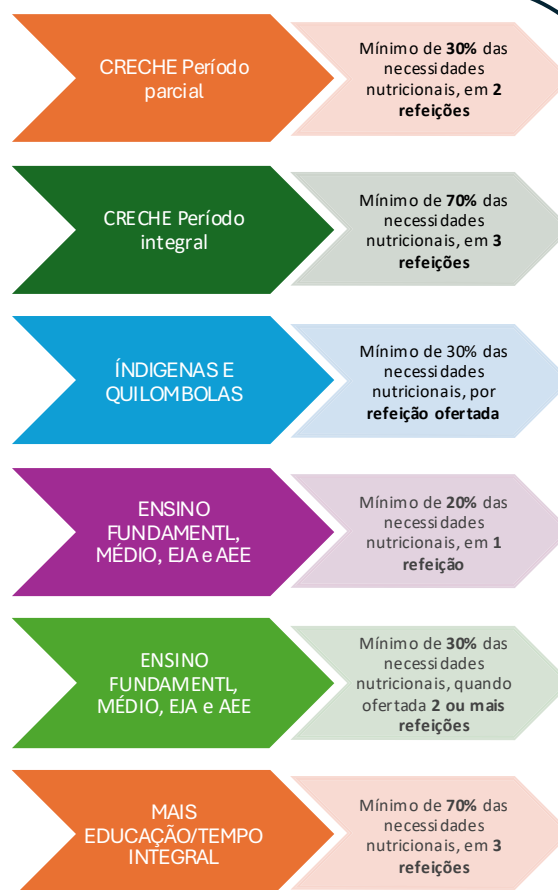 CRECHE Período
parcial
Mínimo de 30% das
necessidades
nutricionais, em 2
refeições
CRECHE Período
integral
Mínimo de 70% das
necessidades
nutricionais, em 3
refeições
ÍNDIGENAS E
QUILOMBOLAS
Mínimo de 30% das
necessidades
nutricionais, por
refeição ofertada
ENSINO
FUNDAMENTL,
MÉDIO, EJA e AEE
Mínimo de 20% das
necessidades
nutricionais, em 1
refeição
ENSINO
FUNDAMENTL,
MÉDIO, EJA e AEE
Mínimo de 30% das
necessidades
nutricionais, quando
ofertada 2 ou mais
refeições
MAIS
EDUCAÇÃO/TEMPO
INTEGRAL
Mínimo de 70% das
necessidades
nutricionais, em 3
refeições